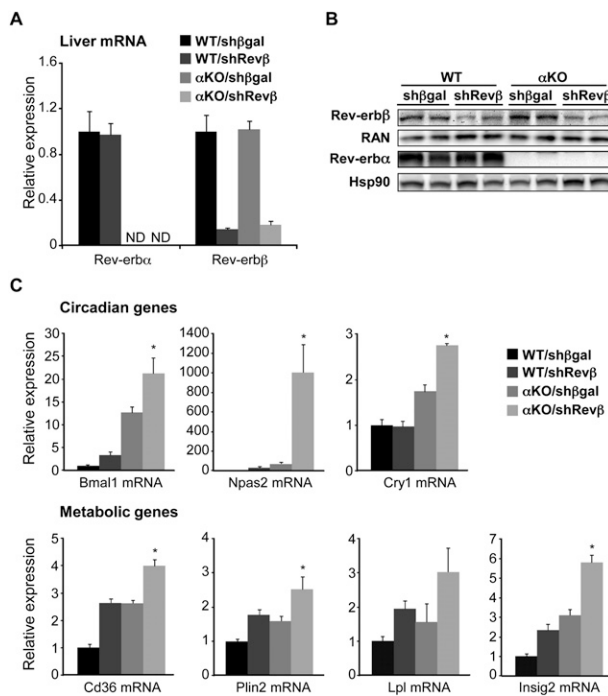 A
Liver mRNA
WT/shβgal
WT/shRevβ
αKO/shβgal
αKO/shRevβ
Relative expression
1.6
1.2
0.8
0.4
0
ND ND
Rev-erbα
Rev-erbβ
B
WT
αKO
shβgal shRevβ shβgal shRevβ
Rev-erbβ
RAN
Rev-erbα
Hsp90
C
Circadian genes
Relative expression
25
20
15
10
5
0
*
Bmal1 mRNA
1400
1200
1000
800
600
400
200
0
*
Npas2 mRNA
3
2
1
0
*
Cry1 mRNA
WT/shβgal
WT/shRevβ
αKO/shβgal
αKO/shRevβ
Metabolic genes
Relative expression
5
4
3
2
1
0
*
Cd36 mRNA
4
3
2
1
0
*
Plin2 mRNA
4
3
2
1
0
Lpl mRNA
7
6
5
4
3
2
1
0
*
Insig2 mRNA